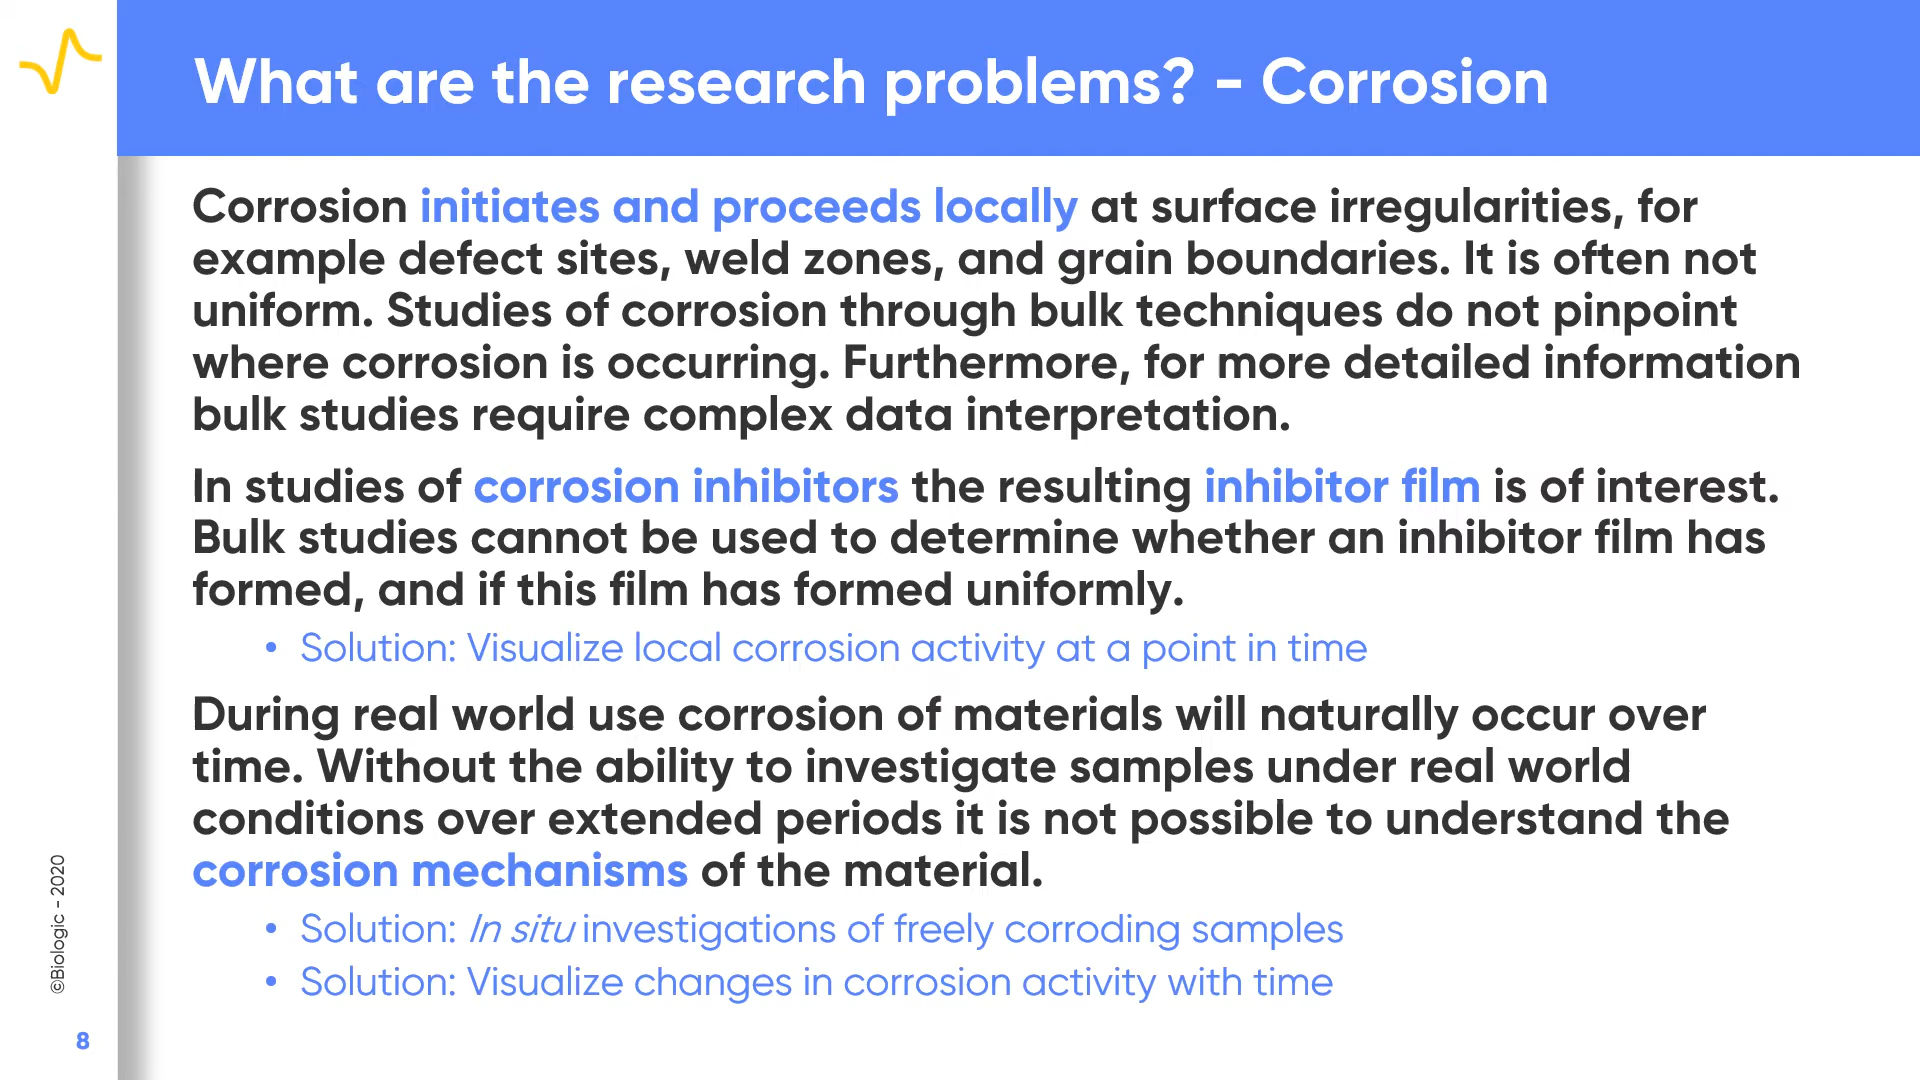 What are the research problems? - Corrosion
Corrosion initiates and proceeds locally at surface irregularities, for
example defect sites, weld zones, and grain boundaries. It is often not
uniform. Studies of corrosion through bulk techniques do not pinpoint
where corrosion is occurring. Furthermore, for more detailed information
bulk studies require complex data interpretation.
In studies of corrosion inhibitors the resulting inhibitor film is of interest.
Bulk studies cannot be used to determine whether an inhibitor film has
formed, and if this film has formed uniformly.
• Solution: Visualize local corrosion activity at a point in time
During real world use corrosion of materials will naturally occur over
time. Without the ability to investigate samples under real world
conditions over extended periods it is not possible to understand the
corrosion mechanisms of the material.
• Solution: In situ investigations of freely corroding samples
• Solution: Visualize changes in corrosion activity with time
©Biologic - 2020
8